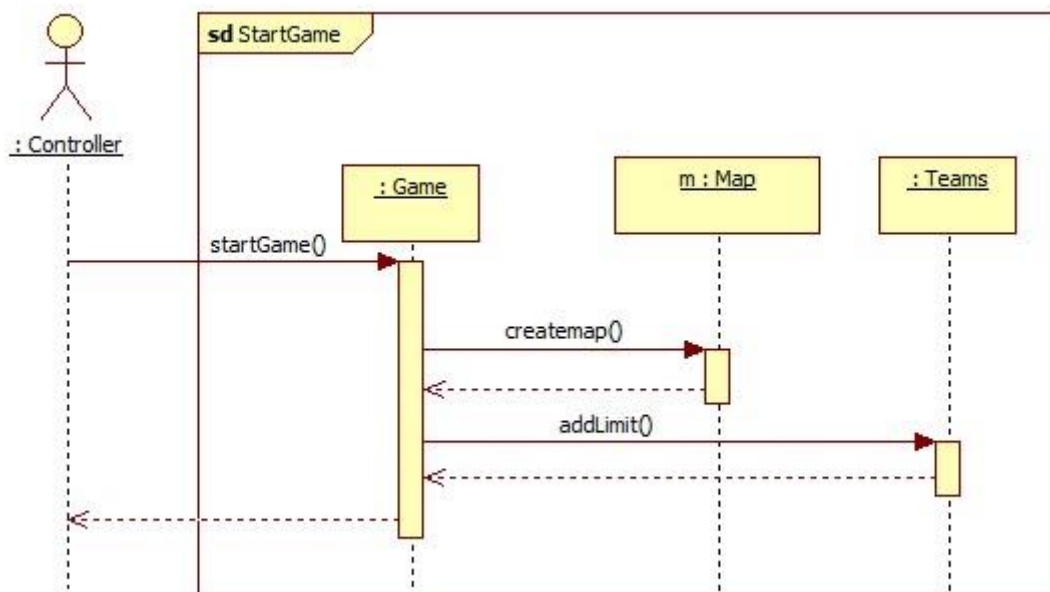 sd StartGame
: Controller
: Game
m : Map
: Teams
startGame()
createmap()
addLimit()